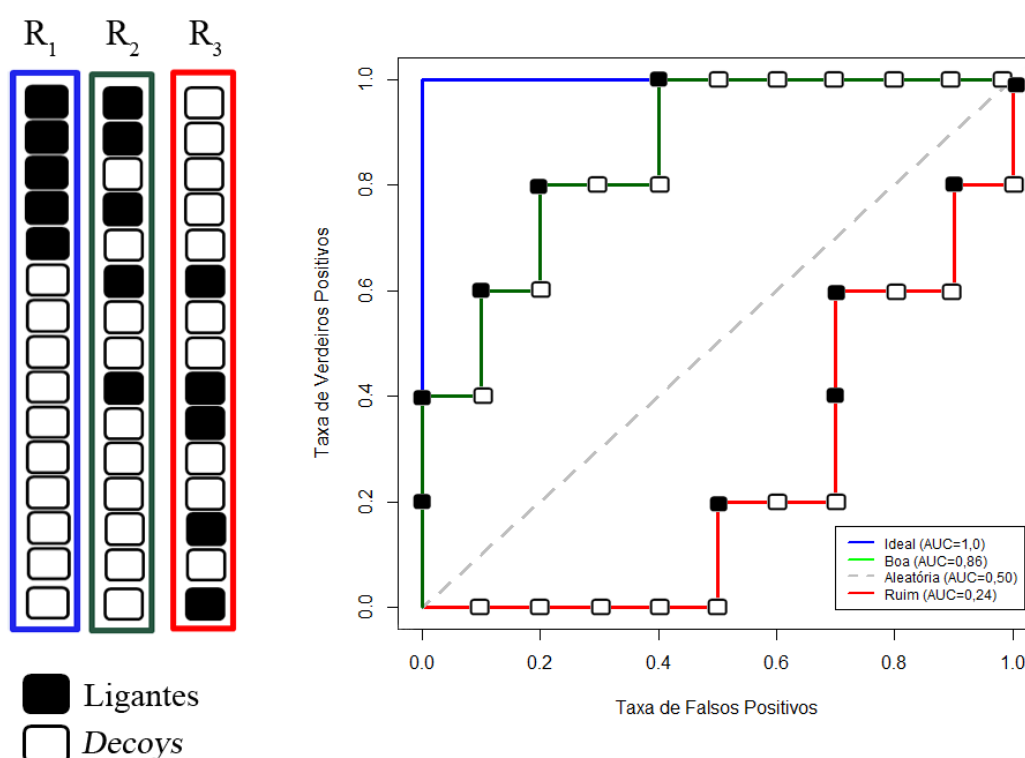 R1 R2 R3
Ligantes
Decoys
Taxa de Verdeiros Positivos
1.0
0.8
0.6
0.4
0.2
0.0
0.0 0.2 0.4 0.6 0.8 1.0
Taxa de Falsos Positivos
Ideal (AUC=1,0)
Boa (AUC=0,86)
Aleatória (AUC=0,50)
Ruim (AUC=0,24)